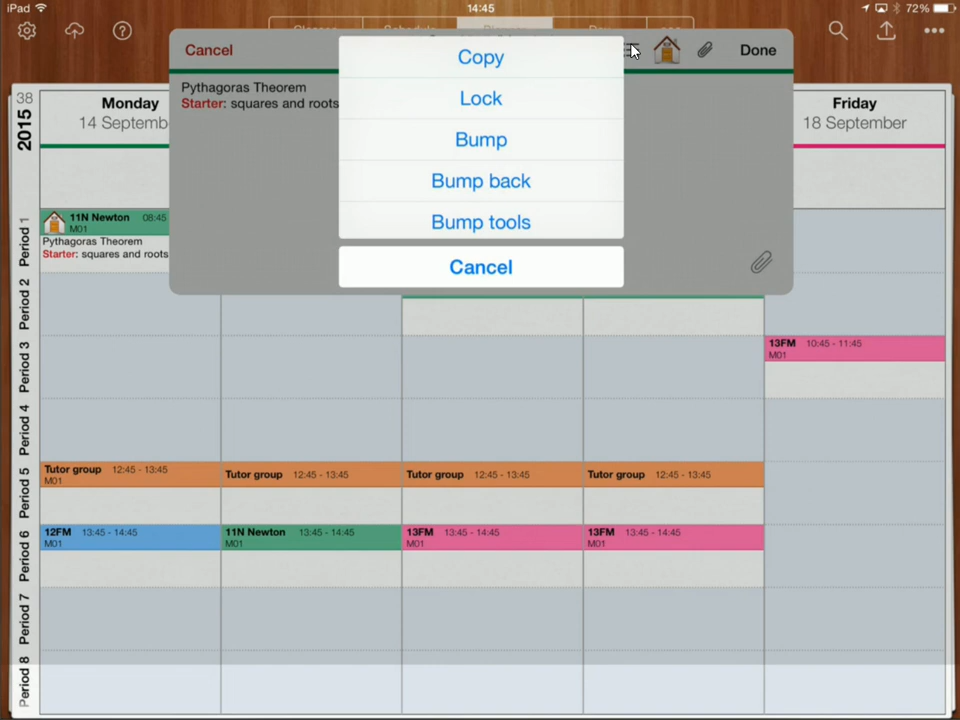 iPad
14:45
72%
Cancel
Copy
Lock
Bump
Bump back
Bump tools
Cancel
Done
Pythagoras Theorem
Starter: squares and roots
38
2015
Monday
14 Septemb
Friday
18 September
Period 1
11N Newton 08:45
M01
Pythagoras Theorem
Starter: squares and roots
Period 2
Period 3
13FM 10:45 - 11:45
M01
Period 4
Period 5
Tutor group 12:45 - 13:45
M01
Tutor group 12:45 - 13:45
Tutor group 12:45 - 13:45
Tutor group 12:45 - 13:45
Period 6
12FM 13:45 - 14:45
M01
11N Newton 13:45 - 14:45
M01
13FM 13:45 - 14:45
M01
13FM 13:45 - 14:45
M01
Period 7
Period 8